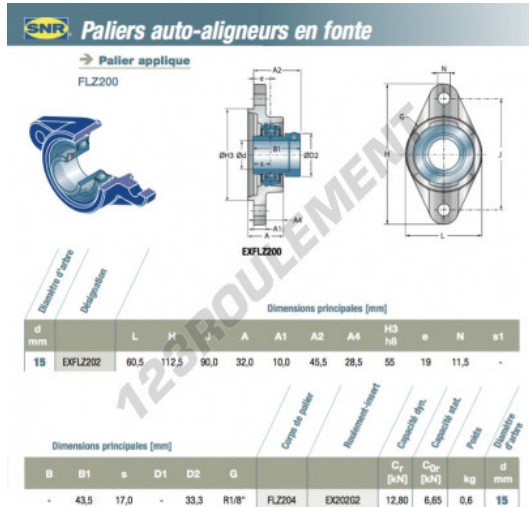 SNR Paliers auto-aligneurs en fonte
Palier applique
FLZ200
A2
e
N
G
B1
s
ØH3
Ød
ØD2
H
J
A4
A1
A
L
EXFLZ200
123ROULEMENT
Diamètre d'arbre
Désignation
Dimensions principales [mm]
d mm L H A A1 A2 A4 H3 h8 e N s1
15 EXFLZ202 60,5 112,5 90,0 32,0 10,0 45,5 28,5 55 19 11,5 -
Dimensions principales [mm]
Corps de palier
Roulement-insert
Capacité dyn.
Capacité stat.
Poids
Diamètre d'arbre
B B1 s D1 D2 G Cr [kN] C0r [kN] kg d mm
- 43,5 17,0 - 33,3 R1/8" FLZ204 EX202G2 12,80 6,65 0,6 15